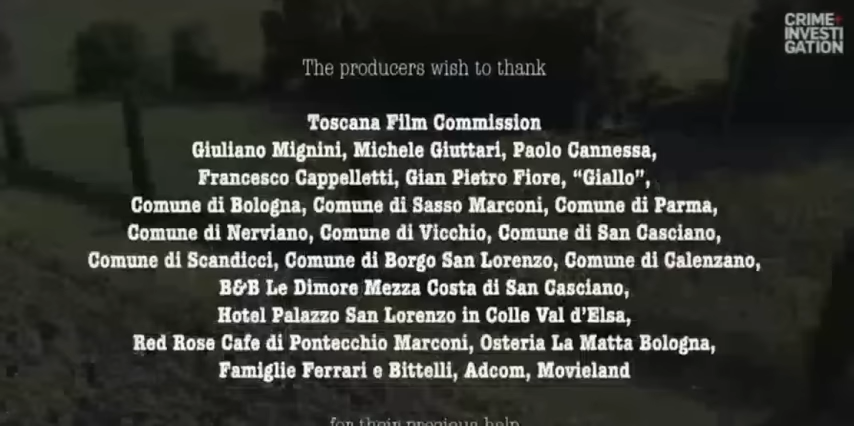 CRIME+
INVESTI
GATION
The producers wish to thank
Toscana Film Commission
Giuliano Mignini, Michele Giuttari, Paolo Cannessa,
Francesco Cappelletti, Gian Pietro Fiore, “Giallo”,
Comune di Bologna, Comune di Sasso Marconi, Comune di Parma,
Comune di Nerviano, Comune di Vicchio, Comune di San Casciano,
Comune di Scandicci, Comune di Borgo San Lorenzo, Comune di Calenzano,
B&B Le Dimore Mezza Costa di San Casciano,
Hotel Palazzo San Lorenzo in Colle Val d’Elsa,
Red Rose Cafe di Pontecchio Marconi, Osteria La Matta Bologna,
Famiglie Ferrari e Bittelli, Adcom, Movieland
for their precious help